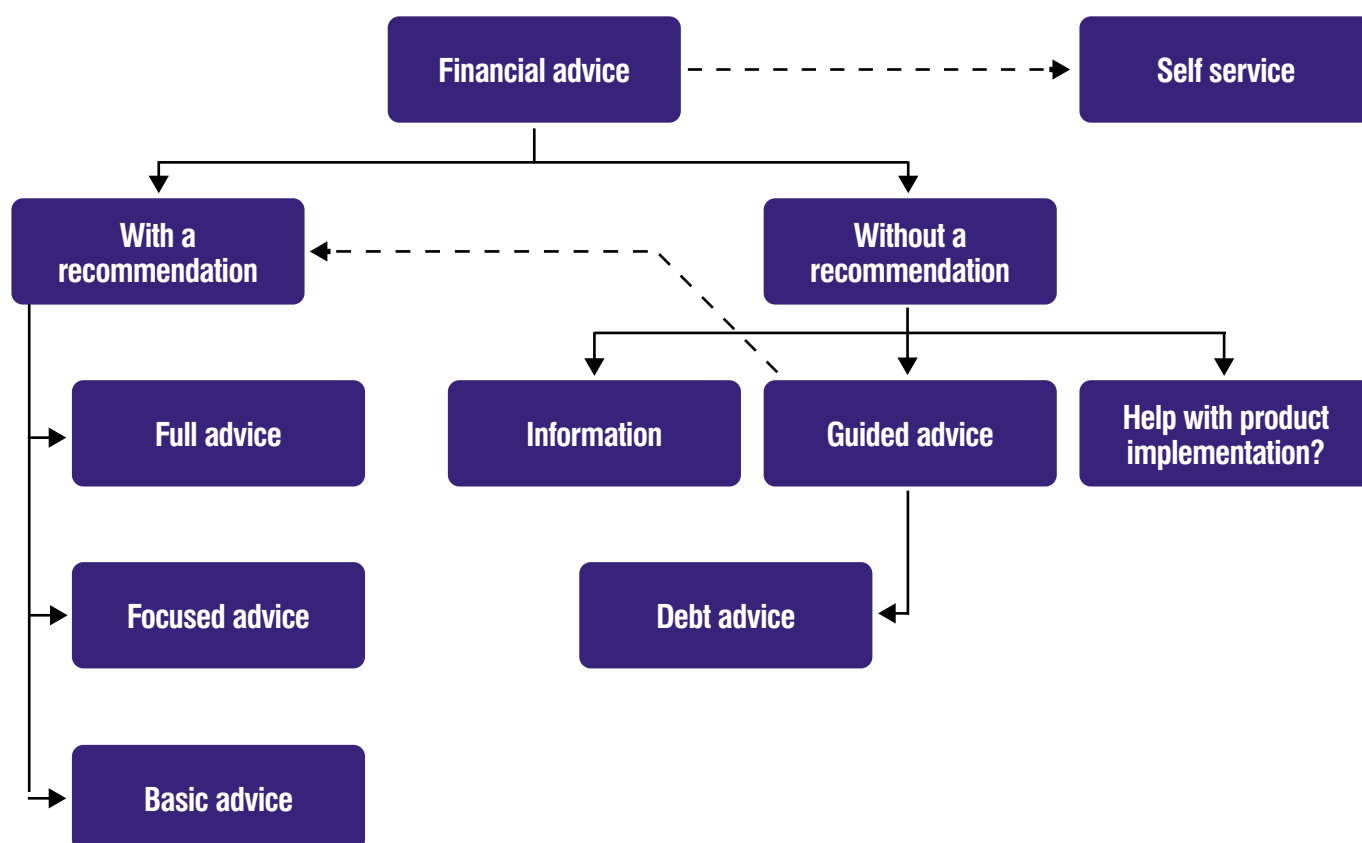 Financial advice
Self service
With a
recommendation
Without a
recommendation
Full advice
Information
Guided advice
Help with product
implementation?
Focused advice
Debt advice
Basic advice